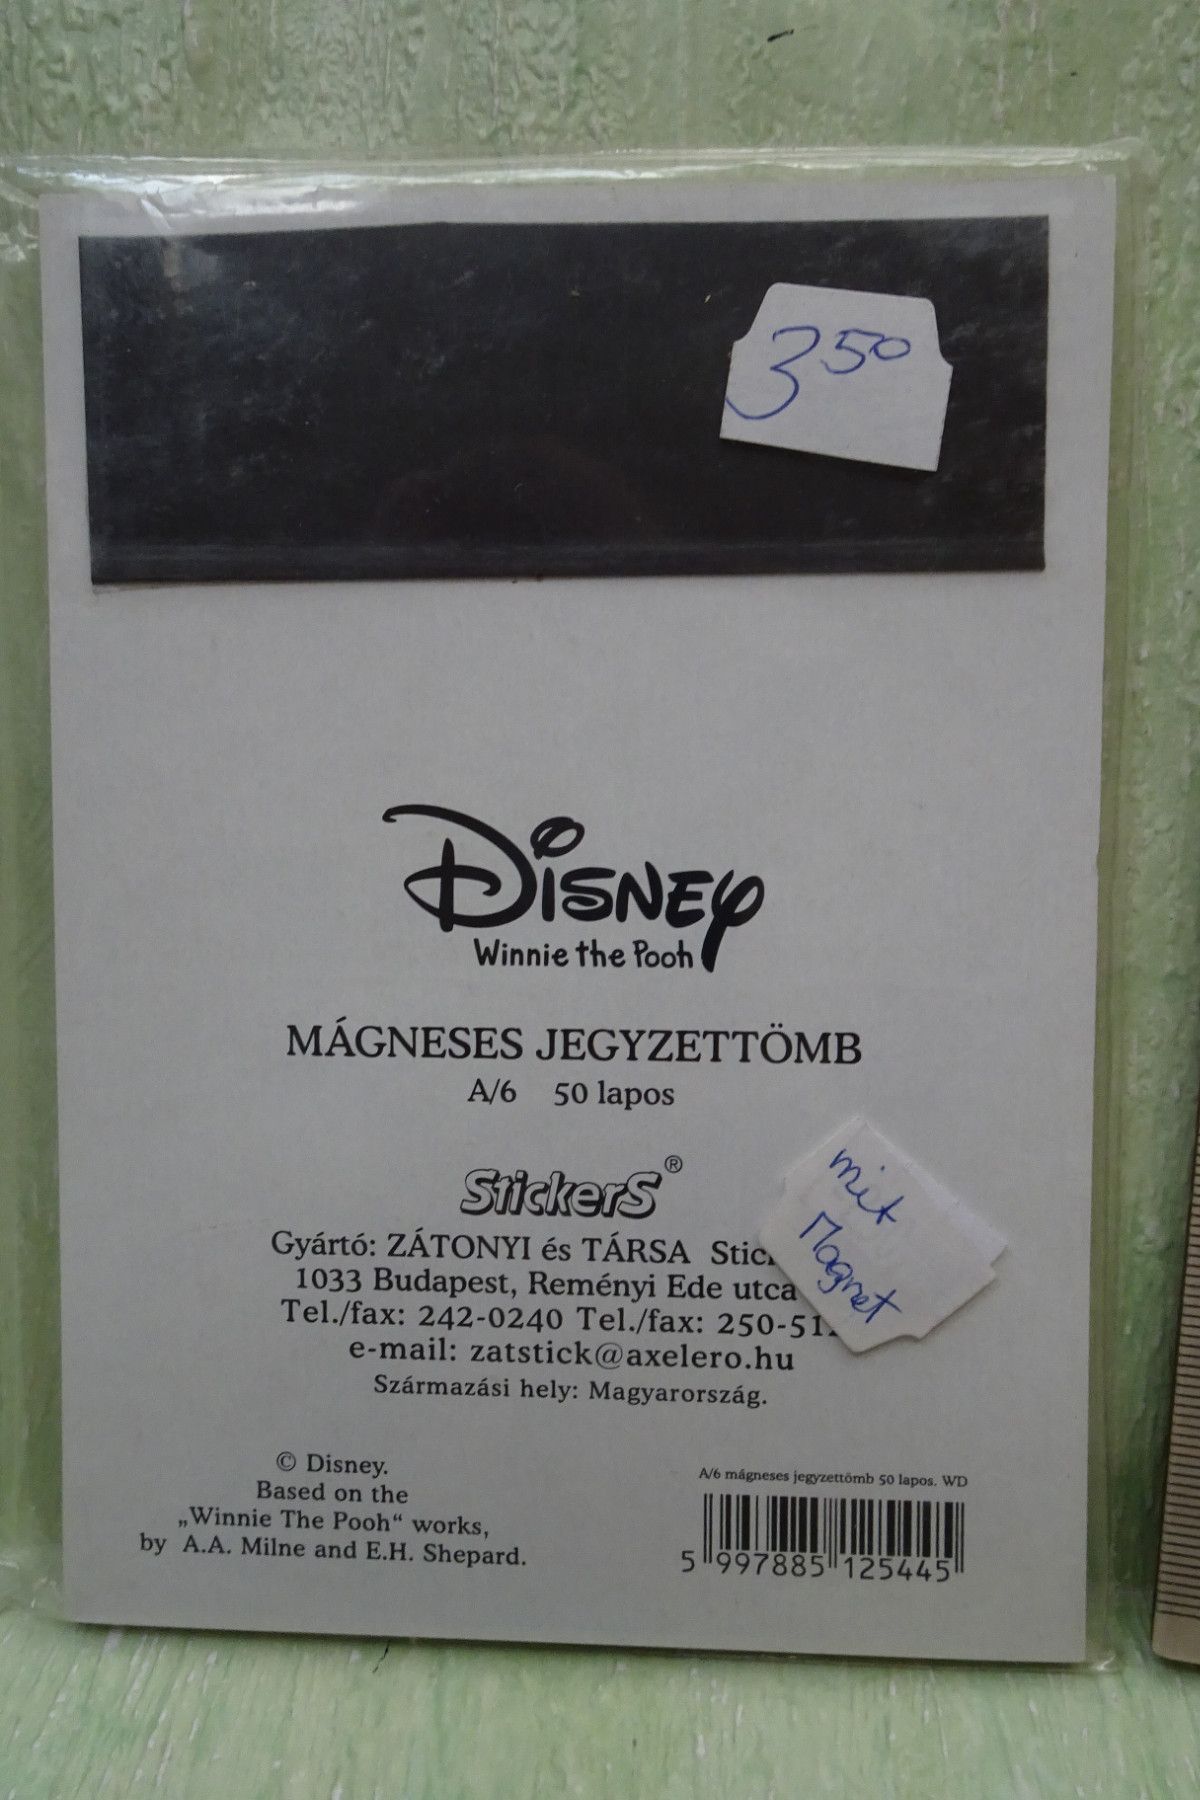 3 50
Disney
Winnie the Pooh
MÁGNESES JEGYZETTÖMB
A/6 50 lapos
StickerS®
Gyártó: ZÁTONYI és TÁRSA
1033 Budapest, Reményi Ede utca
Tel./fax: 242-0240 Tel./fax:
e-mail: zatstick@axelero.hu
Származási hely: Magyarország.
mit
Magnet
© Disney.
Based on the
„Winnie The Pooh“ works,
by A.A. Milne and E.H. Shepard.
A/6 mágneses jegyzettömb 50 lapos. WD
5 997885 125445